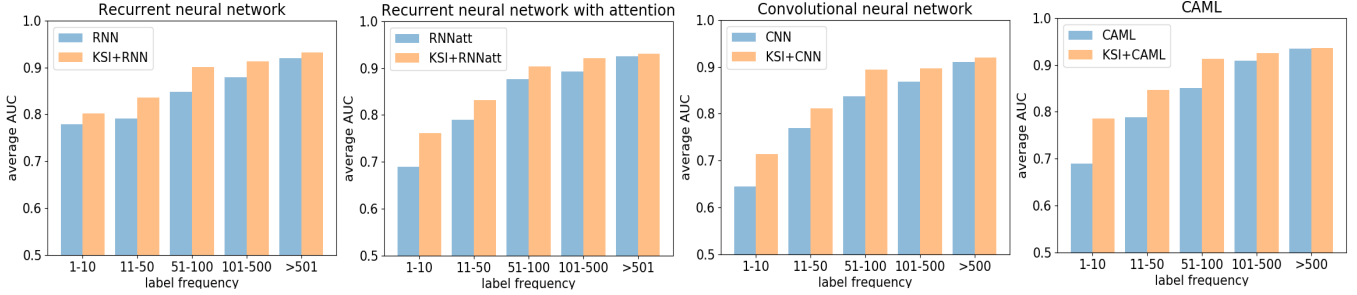 Recurrent neural network
RNN
KSI+RNN
average AUC
1.0
0.9
0.8
0.7
0.6
0.5
1-10 11-50 51-100 101-500 >501
label frequency
Recurrent neural network with attention
RNNatt
KSI+RNNatt
average AUC
1.0
0.9
0.8
0.7
0.6
0.5
1-10 11-50 51-100 101-500 >501
label frequency
Convolutional neural network
CNN
KSI+CNN
average AUC
1.0
0.9
0.8
0.7
0.6
0.5
1-10 11-50 51-100 101-500 >500
label frequency
CAML
CAML
KSI+CAML
average AUC
1.0
0.9
0.8
0.7
0.6
0.5
1-10 11-50 51-100 101-500 >500
label frequency